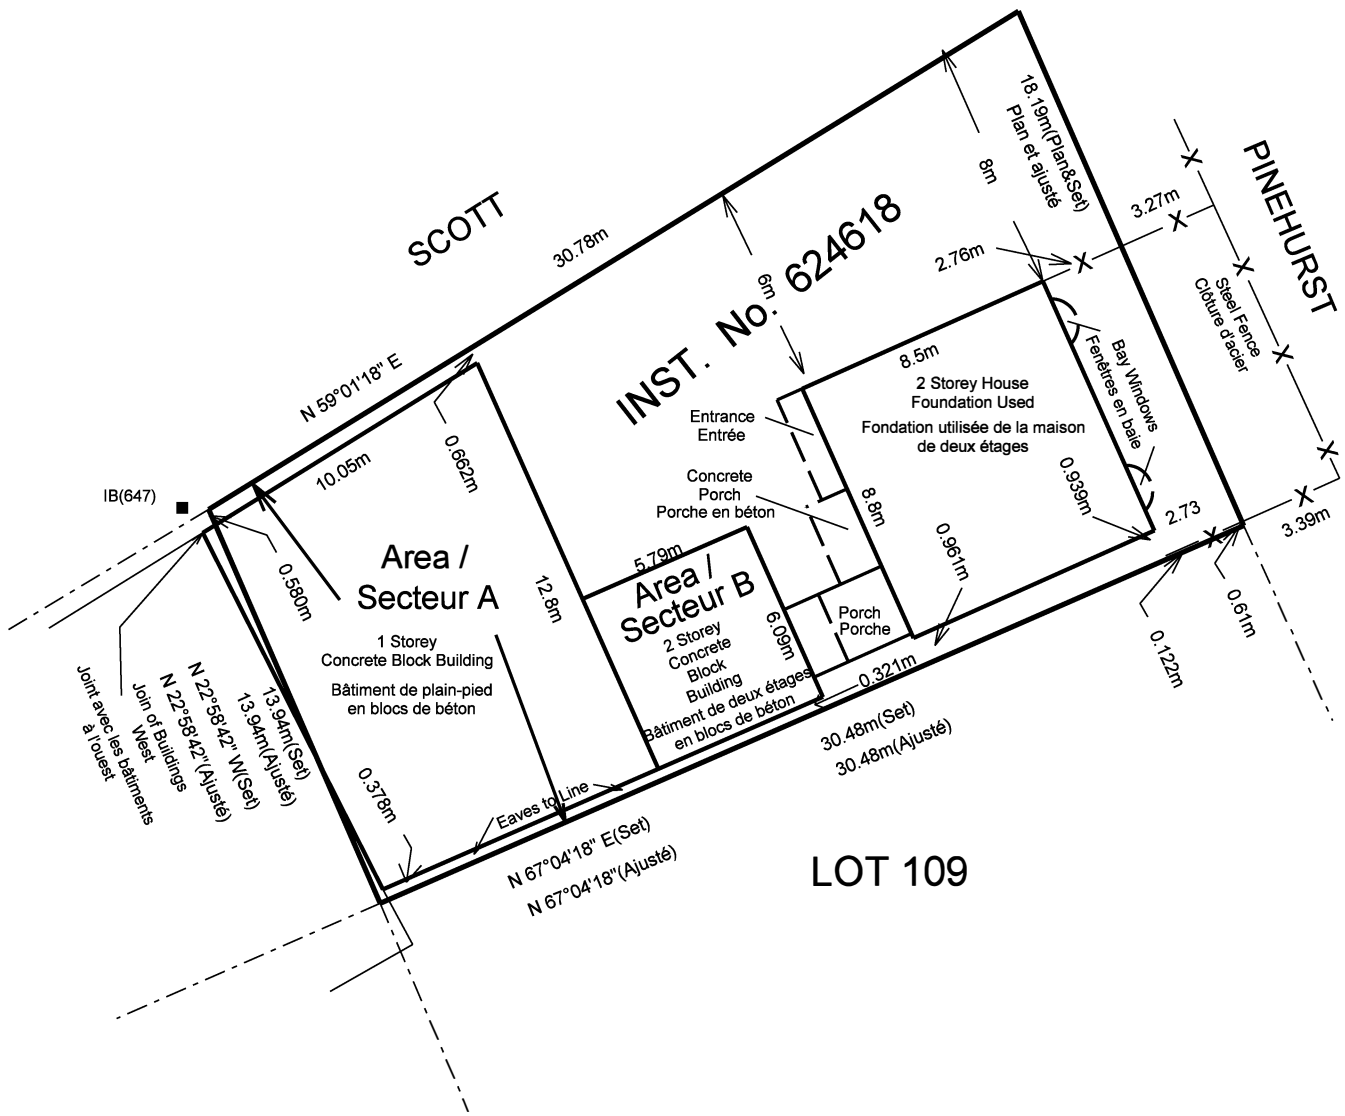 SCOTT
30.78m
N 59°01'18" E
18.19m(Plan&Set)
Plan et ajusté
8m
6m
INST. No. 624618
PINEHURST
3.27m
2.76m
Steel Fence
Clôture d'acier
8.5m
2 Storey House
Foundation Used
Fondation utilisée de la maison
de deux étages
Bay Windows
Fenêtres en baie
Entrance
Entrée
Concrete
Porch
Porche en béton
8.8m
0.939m
0.961m
2.73
3.39m
0.61m
0.122m
10.05m
0.662m
IB(647)
0.580m
Area /
Secteur A
1 Storey
Concrete Block Building
Bâtiment de plain-pied
en blocs de béton
12.8m
5.79m
Area /
Secteur B
2 Storey
Concrete
Block
Building
Bâtiment de deux étages
en blocs de béton
6.09m
Porch
Porche
0.321m
30.48m(Set)
30.48m(Ajusté)
13.94m(Set)
13.94m(Ajusté)
N 22°58'42" W(Set)
N 22°58'42"(Ajusté)
Join of Buildings
West
Joint avec les bâtiments
à l'ouest
0.378m
Eaves to Line
N 67°04'18" E(Set)
N 67°04'18"(Ajusté)
LOT 109